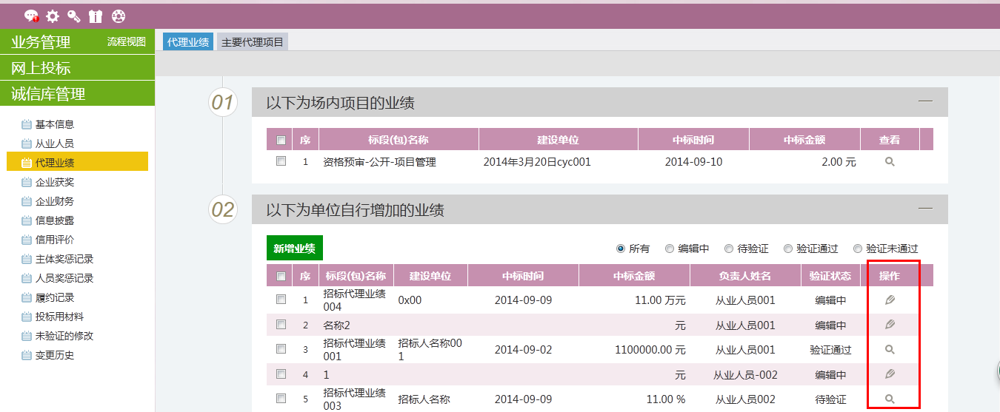 业务管理 流程视图
网上投标
诚信库管理
基本信息
从业人员
代理业绩
企业获奖
企业财务
信息披露
信用评价
主体奖惩记录
人员奖惩记录
履约记录
投标用材料
未验证的修改
变更历史
代理业绩 主要代理项目
01 以下为场内项目的业绩
序 标段(包)名称 建设单位 中标时间 中标金额 查看
1 资格预审-公开-项目管理 2014年3月20日cyc001 2014-09-10 2.00 元
02 以下为单位自行增加的业绩
新增业绩 所有 编辑中 待验证 验证通过 验证未通过
序 标段(包)名称 建设单位 中标时间 中标金额 负责人姓名 验证状态 操作
1 招标代理业绩004 0x00 2014-09-09 11.00 万元 从业人员001 编辑中
2 名称2 元 从业人员001 编辑中
3 招标代理业绩001 招标人名称001 2014-09-02 1100000.00 元 从业人员001 验证通过
4 1 元 从业人员-002 编辑中
5 招标代理业绩003 招标人名称 2014-09-09 11.00 % 从业人员002 待验证